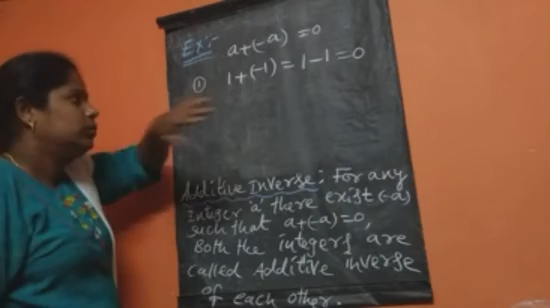 Ex:- a+(-a) = 0
① 1+(-1) = 1-1 = 0
Additive Inverse: For any
Integer 'a' there exist (-a)
such that a+(-a)=0,
Both the integers are
called Additive inverse
of each other.